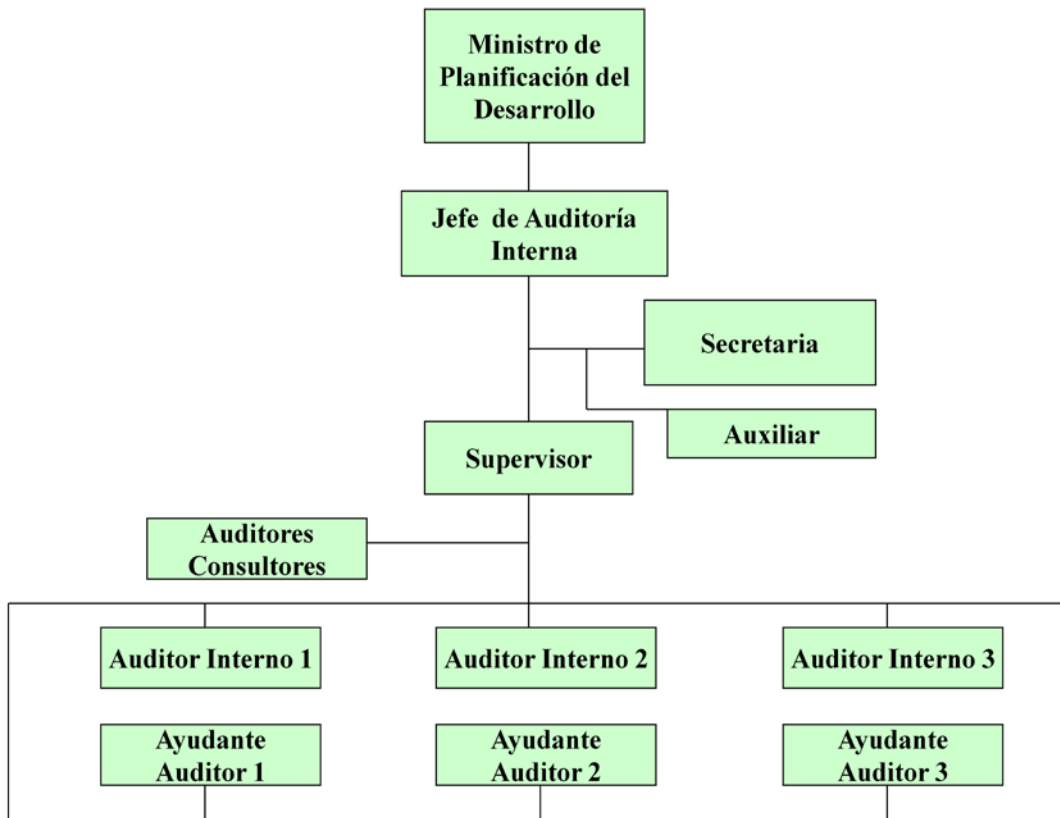 Ministro de
Planificación del
Desarrollo
Jefe de Auditoría
Interna
Secretaria
Auxiliar
Supervisor
Auditores
Consultores
Auditor Interno 1
Auditor Interno 2
Auditor Interno 3
Ayudante
Auditor 1
Ayudante
Auditor 2
Ayudante
Auditor 3